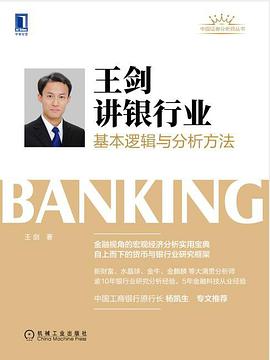 中国证券分析师丛书
华章经管
王剑
讲银行业
基本逻辑与分析方法
BANKING
王剑 著
金融视角的宏观经济分析实用宝典
自上而下的货币与银行业研究框架
新财富、水晶球、金牛、金麒麟等大满贯分析师
逾10年银行业研究分析经验,5年金融科技从业经验
中国工商银行原行长 杨凯生 专文推荐
机械工业出版社
China Machine Press